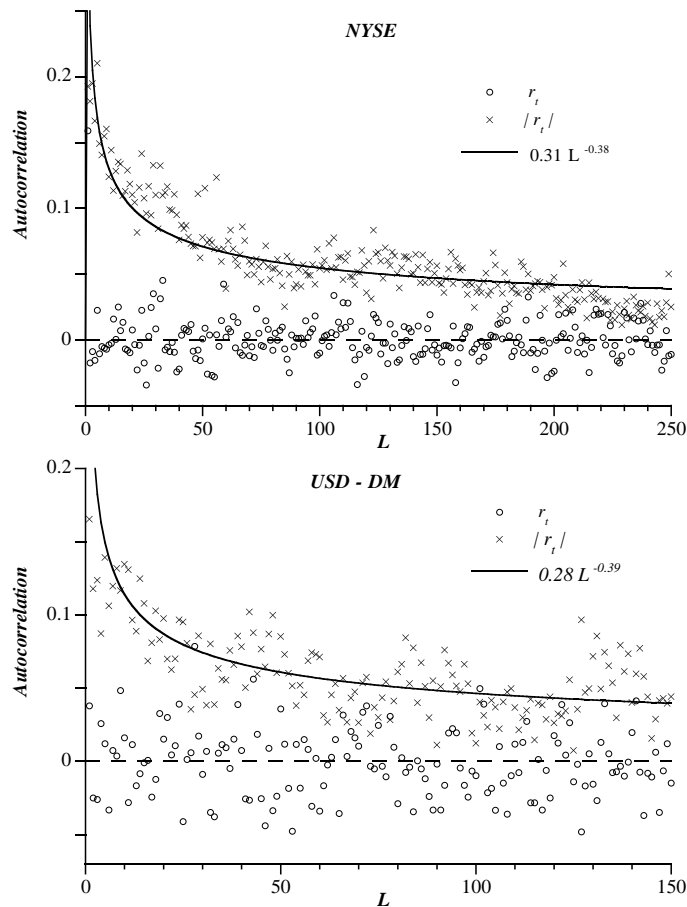 NYSE
0.2
0.1
0
Autocorrelation
r_t
| r_t |
0.31 L^-0.38
0 50 100 150 200 250
L
USD - DM
0.2
0.1
0
Autocorrelation
r_t
| r_t |
0.28 L^-0.39
0 50 100 150
L